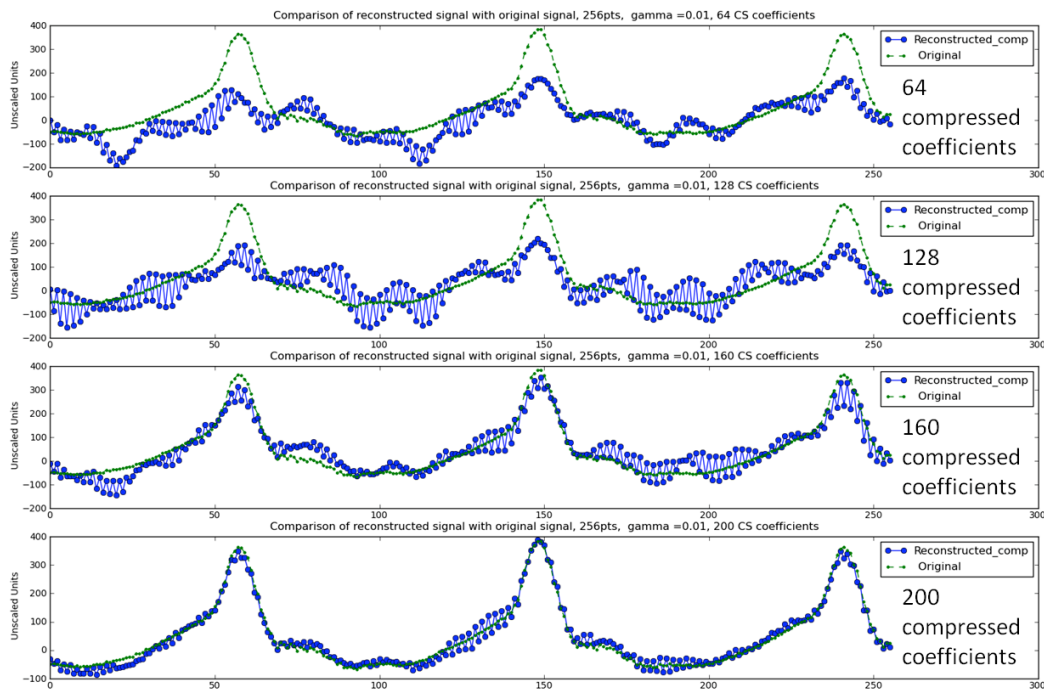 Comparison of reconstructed signal with original signal, 256pts,  gamma =0.01, 64 CS coefficients
Unscaled Units
400
300
200
100
0
−100
−200
0
50
100
150
200
250
300
Reconstructed_comp
Original
64
compressed
coefficients
Comparison of reconstructed signal with original signal, 256pts,  gamma =0.01, 128 CS coefficients
Unscaled Units
400
300
200
100
0
−100
−200
0
50
100
150
200
250
300
Reconstructed_comp
Original
128
compressed
coefficients
Comparison of reconstructed signal with original signal, 256pts,  gamma =0.01, 160 CS coefficients
Unscaled Units
400
300
200
100
0
−100
−200
0
50
100
150
200
250
300
Reconstructed_comp
Original
160
compressed
coefficients
Comparison of reconstructed signal with original signal, 256pts,  gamma =0.01, 200 CS coefficients
Unscaled Units
400
300
200
100
0
−100
0
50
100
150
200
250
300
Reconstructed_comp
Original
200
compressed
coefficients